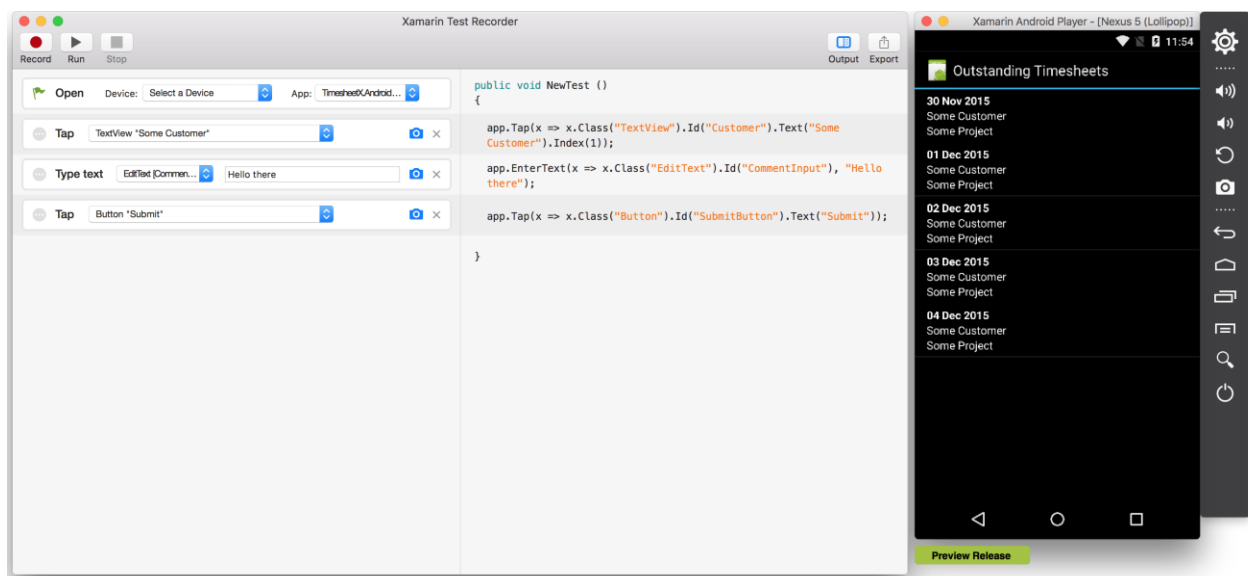 Xamarin Test Recorder
Record Run Stop
Output Export
Open Device: Select a Device App: TimesheetX.Android...
Tap TextView "Some Customer"
Type text EditText [Commen... Hello there
Tap Button "Submit"
public void NewTest ()
{
app.Tap(x => x.Class("TextView").Id("Customer").Text("Some
Customer").Index(1));
app.EnterText(x => x.Class("EditText").Id("CommentInput"), "Hello
there");
app.Tap(x => x.Class("Button").Id("SubmitButton").Text("Submit"));
}
Xamarin Android Player - [Nexus 5 (Lollipop)]
11:54
Outstanding Timesheets
30 Nov 2015
Some Customer
Some Project
01 Dec 2015
Some Customer
Some Project
02 Dec 2015
Some Customer
Some Project
03 Dec 2015
Some Customer
Some Project
04 Dec 2015
Some Customer
Some Project
Preview Release